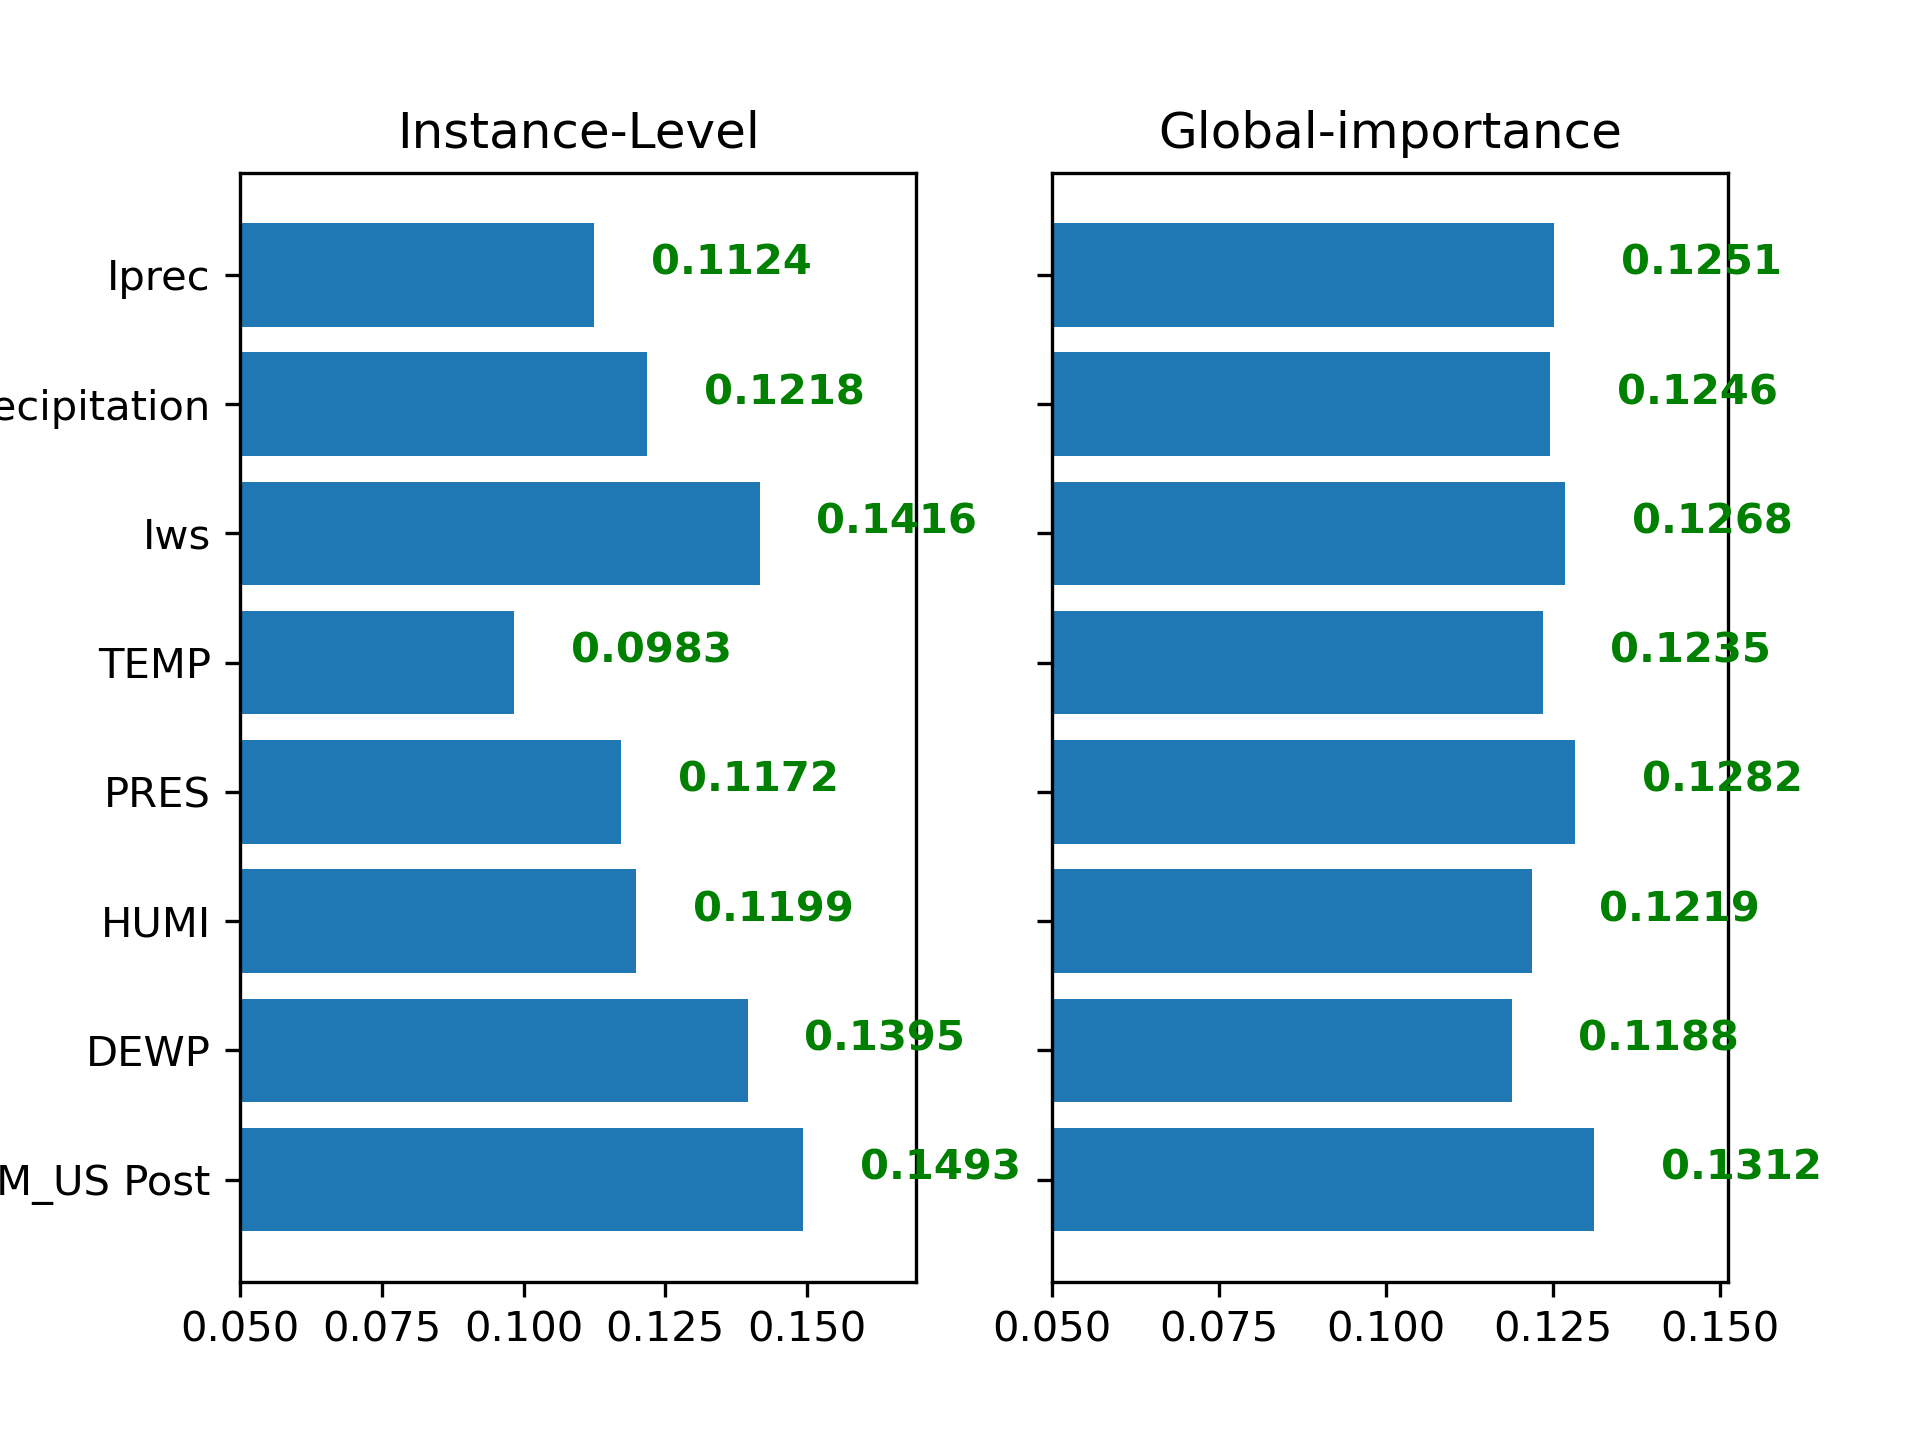 Instance-Level
Global-importance
Iprec 0.1124 0.1251
ecipitation 0.1218 0.1246
Iws 0.1416 0.1268
TEMP 0.0983 0.1235
PRES 0.1172 0.1282
HUMI 0.1199 0.1219
DEWP 0.1395 0.1188
M_US Post 0.1493 0.1312
0.050 0.075 0.100 0.125 0.150
0.050 0.075 0.100 0.125 0.150